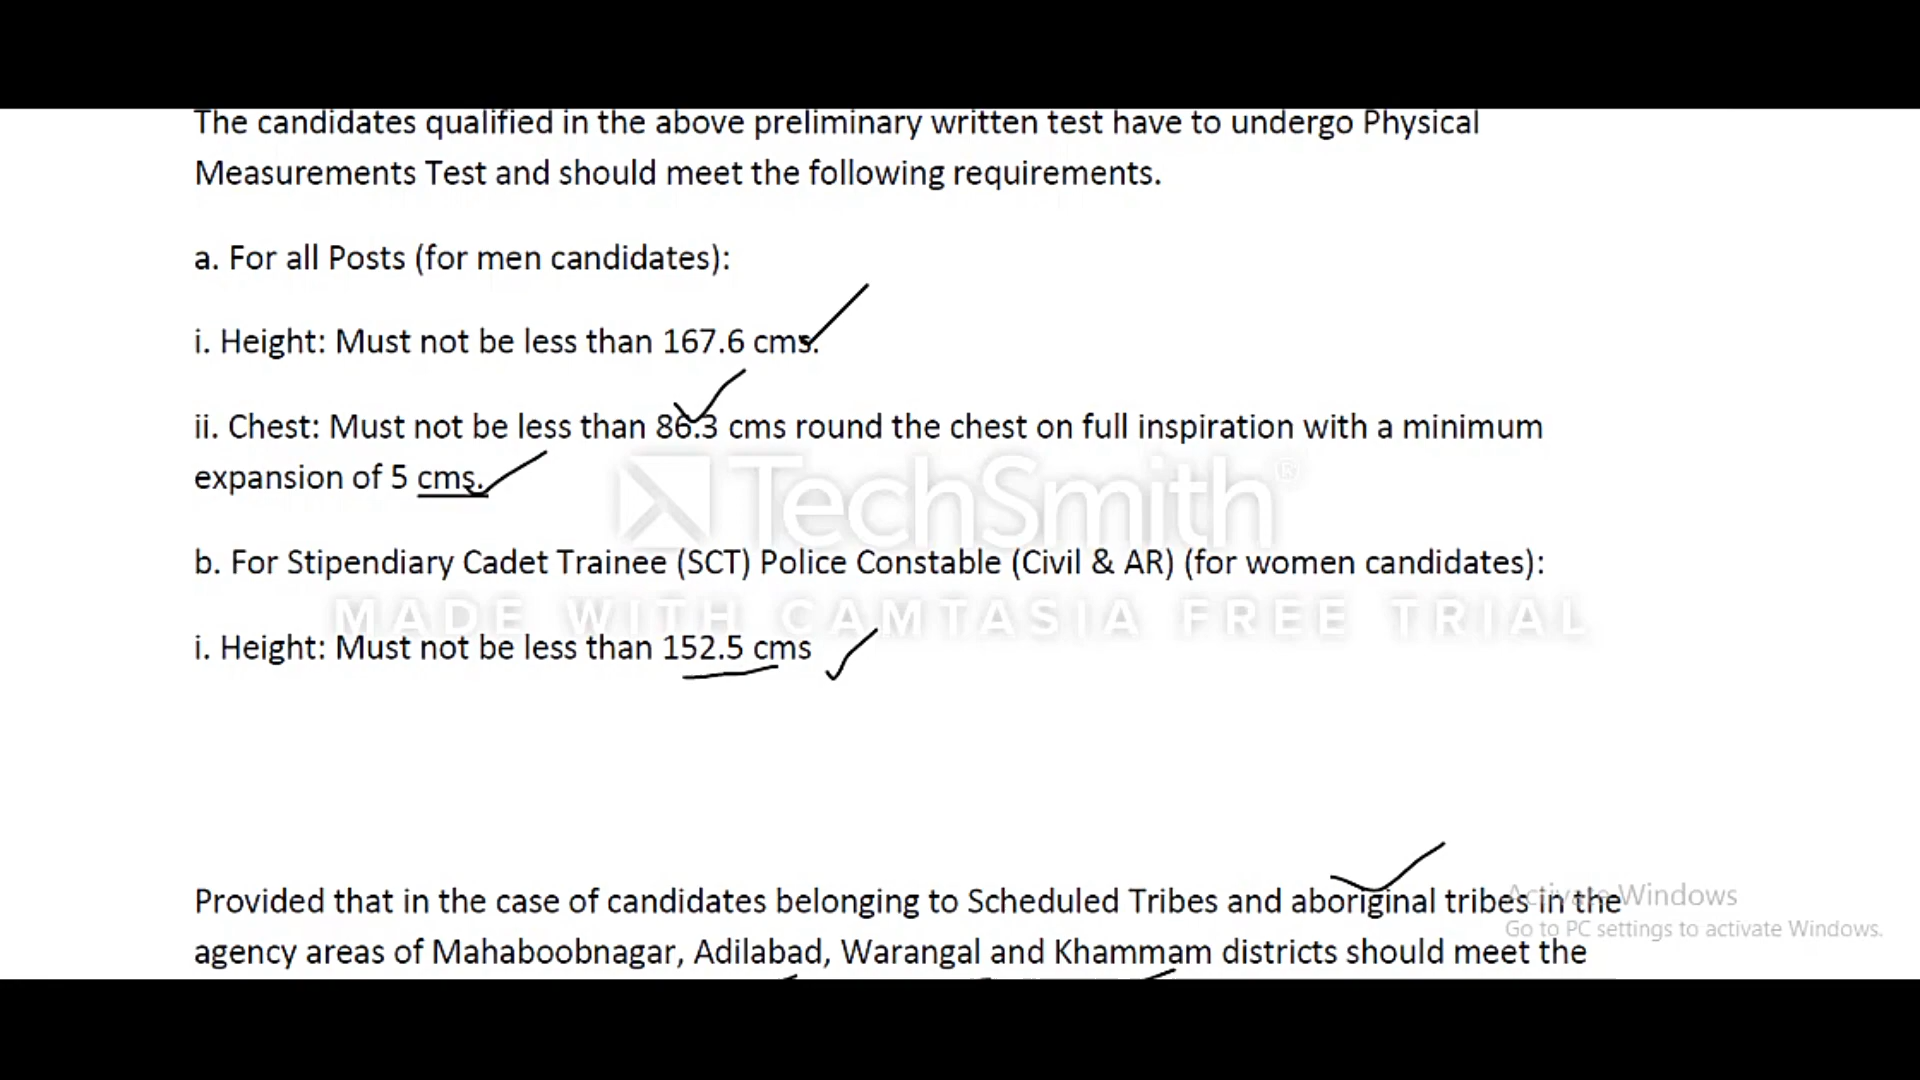 The candidates qualified in the above preliminary written test have to undergo Physical
Measurements Test and should meet the following requirements.
a. For all Posts (for men candidates):
i. Height: Must not be less than 167.6 cms.
ii. Chest: Must not be less than 86.3 cms round the chest on full inspiration with a minimum
expansion of 5 cms.
TechSmith®
b. For Stipendiary Cadet Trainee (SCT) Police Constable (Civil & AR) (for women candidates):
MADE WITH CAMTASIA FREE TRIAL
i. Height: Must not be less than 152.5 cms
Provided that in the case of candidates belonging to Scheduled Tribes and aboriginal tribes in the
Activate Windows
Go to PC settings to activate Windows.
agency areas of Mahaboobnagar, Adilabad, Warangal and Khammam districts should meet the